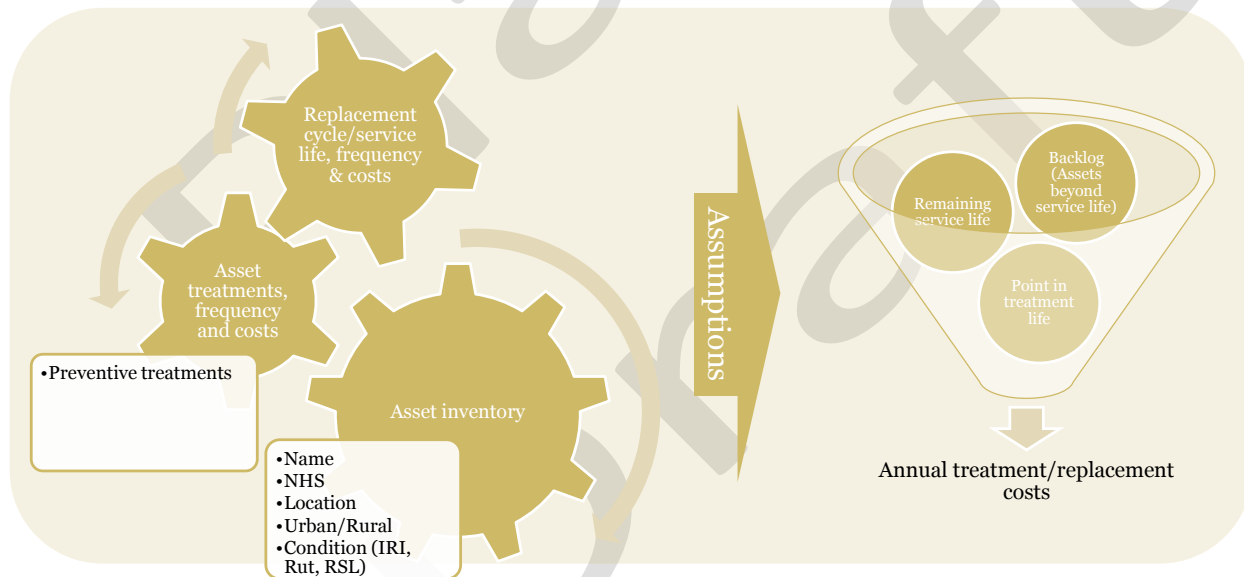 Replacement
cycle/service
life, frequency
& costs
Asset
treatments,
frequency
and costs
•Preventive treatments
Asset inventory
•Name
•NHS
•Location
•Urban/Rural
•Condition (IRI,
Rut, RSL)
Assumptions
Backlog
(Assets
beyond
service life)
Remaining
service life
Point in
treatment
life
Annual treatment/replacement
costs